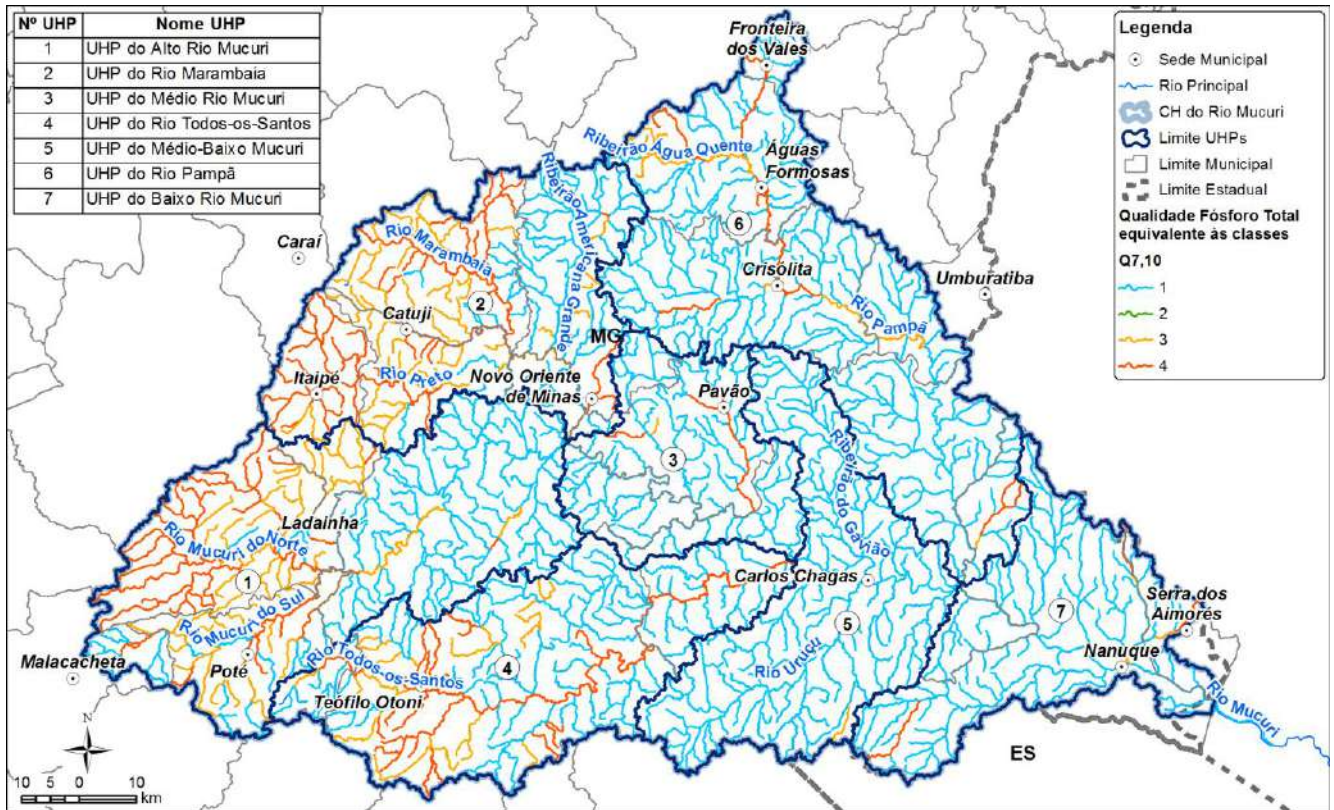 Nº UHP Nome UHP
1 UHP do Alto Rio Mucuri
2 UHP do Rio Marambaia
3 UHP do Médio Rio Mucuri
4 UHP do Rio Todos-os-Santos
5 UHP do Médio-Baixo Mucuri
6 UHP do Rio Pampã
7 UHP do Baixo Rio Mucuri
Legenda
Sede Municipal
Rio Principal
CH do Rio Mucuri
Limite UHPs
Limite Municipal
Limite Estadual
Qualidade Fósforo Total
equivalente às classes
Q7,10
1
2
3
4
Fronteira
dos Vales
Ribeirão Água Quente
Águas
Formosas
6
Ribeirão Americana Grande
Caraí
Rio Marambaia
Crisólita
Umburatiba
2
Catuji
Rio Pampã
MG
Itaipé
Rio Preto
Novo Oriente
de Minas
Pavão
3
Ribeirão do Gavião
Ladainha
Rio Mucuri do Norte
1
Carlos Chagas
Rio Mucuri do Sul
5
7
Serra dos
Aimorés
Malacacheta
Poté
Rio Todos-os-Santos
4
Rio Uruçu
Nanuque
Teófilo Otoni
Rio Mucuri
ES
N
10 5 0 10
km